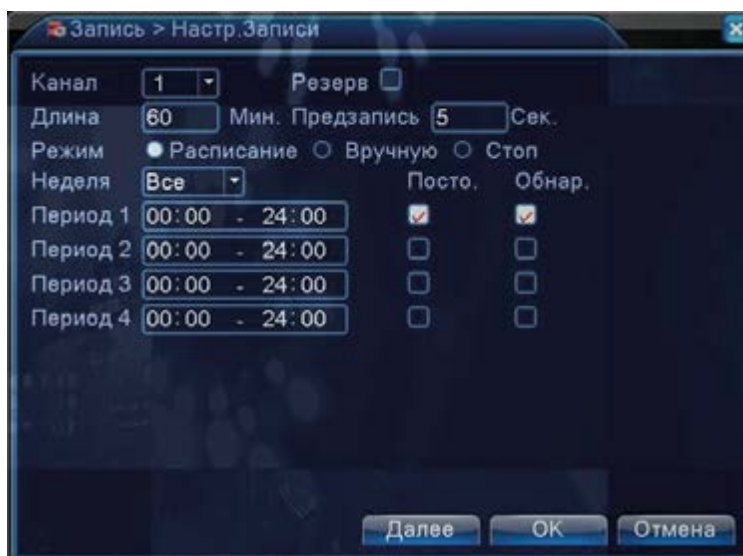 Запись > Настр.Записи
Канал 1 Резерв
Длина 60 Мин. Предзапись 5 Сек.
Режим Расписание Вручную Стоп
Неделя Все Посто. Обнар.
Период 1 00:00 - 24:00
Период 2 00:00 - 24:00
Период 3 00:00 - 24:00
Период 4 00:00 - 24:00
Далее OK Отмена